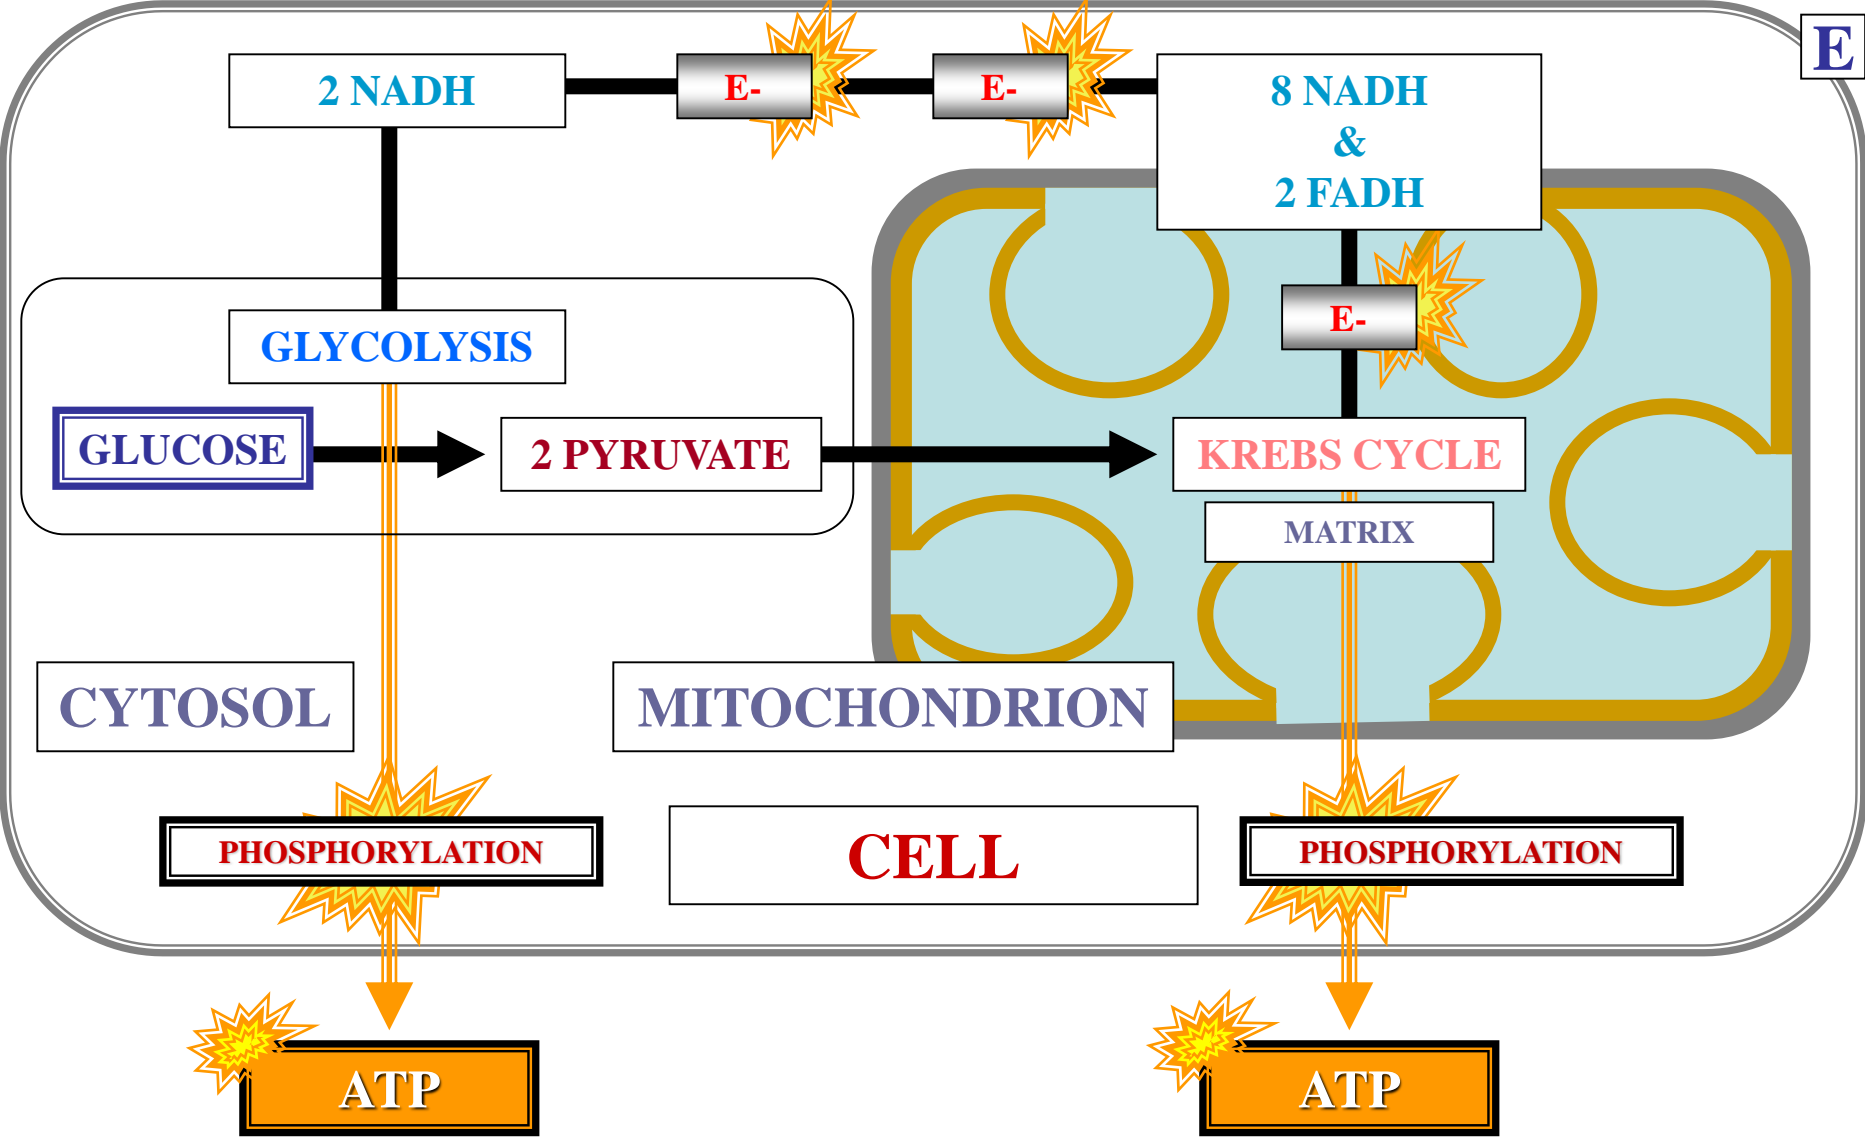 E
2 NADH
E-
E-
8 NADH
&
2 FADH
E-
GLYCOLYSIS
GLUCOSE
2 PYRUVATE
KREBS CYCLE
MATRIX
CYTOSOL
MITOCHONDRION
PHOSPHORYLATION
CELL
PHOSPHORYLATION
ATP
ATP